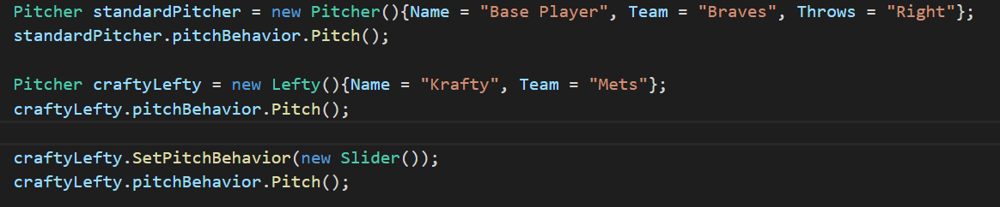 Pitcher standardPitcher = new Pitcher(){Name = "Base Player", Team = "Braves", Throws = "Right"};
standardPitcher.pitchBehavior.Pitch();
Pitcher craftyLefty = new Lefty(){Name = "Krafty", Team = "Mets"};
craftyLefty.pitchBehavior.Pitch();
craftyLefty.SetPitchBehavior(new Slider());
craftyLefty.pitchBehavior.Pitch();